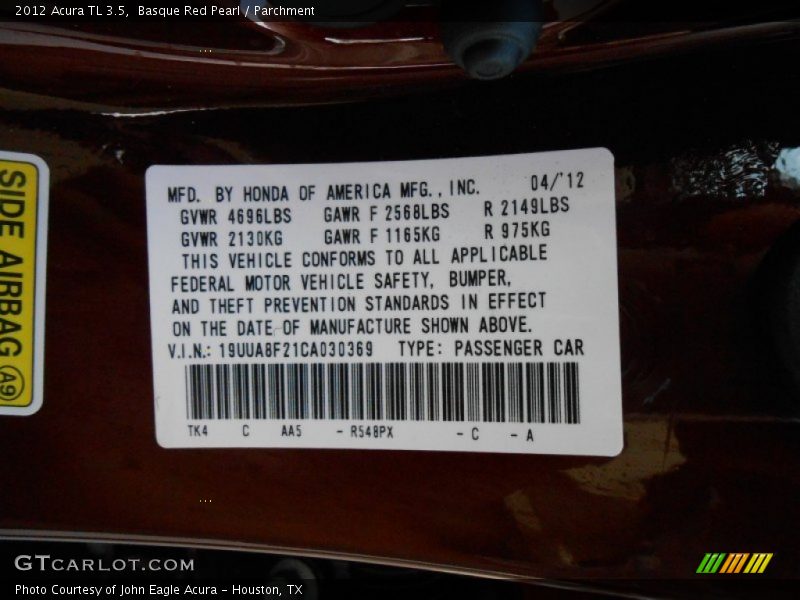 2012 Acura TL 3.5,  Basque Red Pearl / Parchment
MFD. BY HONDA OF AMERICA MFG., INC. 04/'12
GVWR 4696LBS GAWR F 2568LBS R 2149LBS
GVWR 2130KG GAWR F 1165KG R 975KG
THIS VEHICLE CONFORMS TO ALL APPLICABLE
FEDERAL MOTOR VEHICLE SAFETY, BUMPER,
AND THEFT PREVENTION STANDARDS IN EFFECT
ON THE DATE OF MANUFACTURE SHOWN ABOVE.
V.I.N.: 19UUA8F21CA030369 TYPE: PASSENGER CAR
TK4 C AA5 - R548PX - C - A
SIDE AIRBAG A9
GTCARLOT.COM
Photo Courtesy of John Eagle Acura - Houston, TX